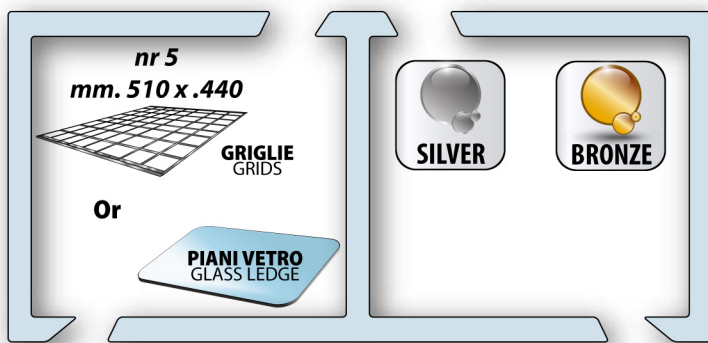 nr 5
mm. 510 x .440
GRIGLIE
GRIDS
Or
PIANI VETRO
GLASS LEDGE
SILVER
BRONZE